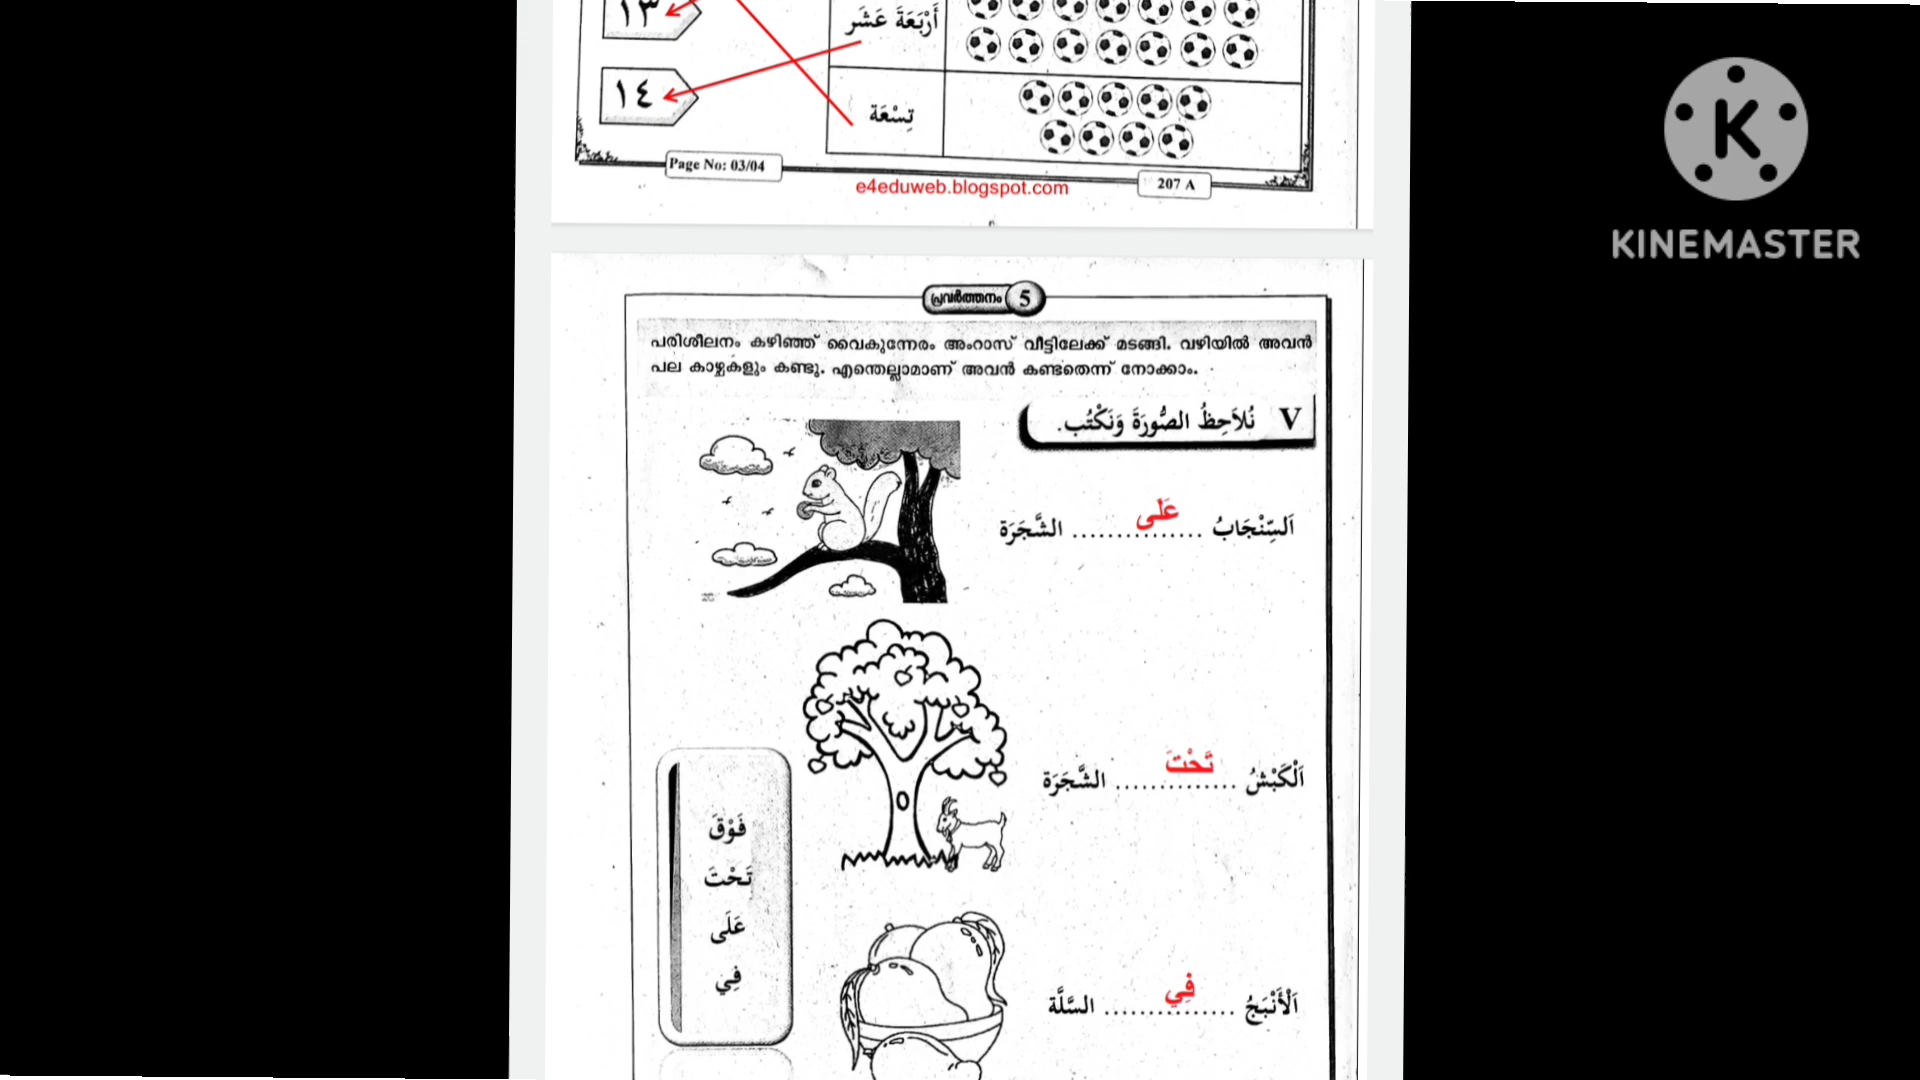 ١٣
أَرْبَعَةَ عَشَر
١٤
تِسْعَة
Page No: 03/04
e4eduweb.blogspot.com
207 A
KINEMASTER
പ്രവർത്തനം 5
പരിശീലനം കഴിഞ്ഞ് വൈകുന്നേരം അംറാസ് വീട്ടിലേക്ക് മടങ്ങി. വഴിയിൽ അവൻ
പല കാഴ്ചകളും കണ്ടു. എന്തെല്ലാമാണ് അവൻ കണ്ടതെന്ന് നോക്കാം.
V نُلاَحِظُ الصُّورَةَ وَنَكْتُب.
اَلسِّنْجَابُ ...عَلى... الشَّجَرَة
اَلْكَبْشُ ...تَحْتَ... الشَّجَرَة
فَوْقَ
تَحْتَ
عَلَى
فِي
اَلْأَنْبَجُ ...فِي... السَّلَّة